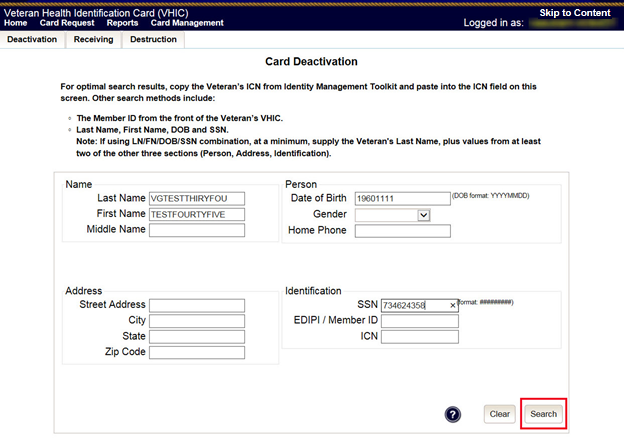 Veteran Health Identification Card (VHIC)
Skip to Content
Home Card Request Reports Card Management
Logged in as:
Deactivation Receiving Destruction
Card Deactivation
For optimal search results, copy the Veteran's ICN from Identity Management Toolkit and paste into the ICN field on this
screen. Other search methods include:
The Member ID from the front of the Veteran's VHIC.
Last Name, First Name, DOB and SSN.
Note: If using LN/FN/DOB/SSN combination, at a minimum, supply the Veteran's Last Name, plus values from at least
two of the other three sections (Person, Address, Identification).
Name
Last Name VGTESTTHIRYFOU
First Name TESTFOURTYFIVE
Middle Name
Person
Date of Birth 19601111 (DOB format: YYYYMMDD)
Gender
Home Phone
Address
Street Address
City
State
Zip Code
Identification
SSN 734624358 × format: #########)
EDIPI / Member ID
ICN
? Clear Search